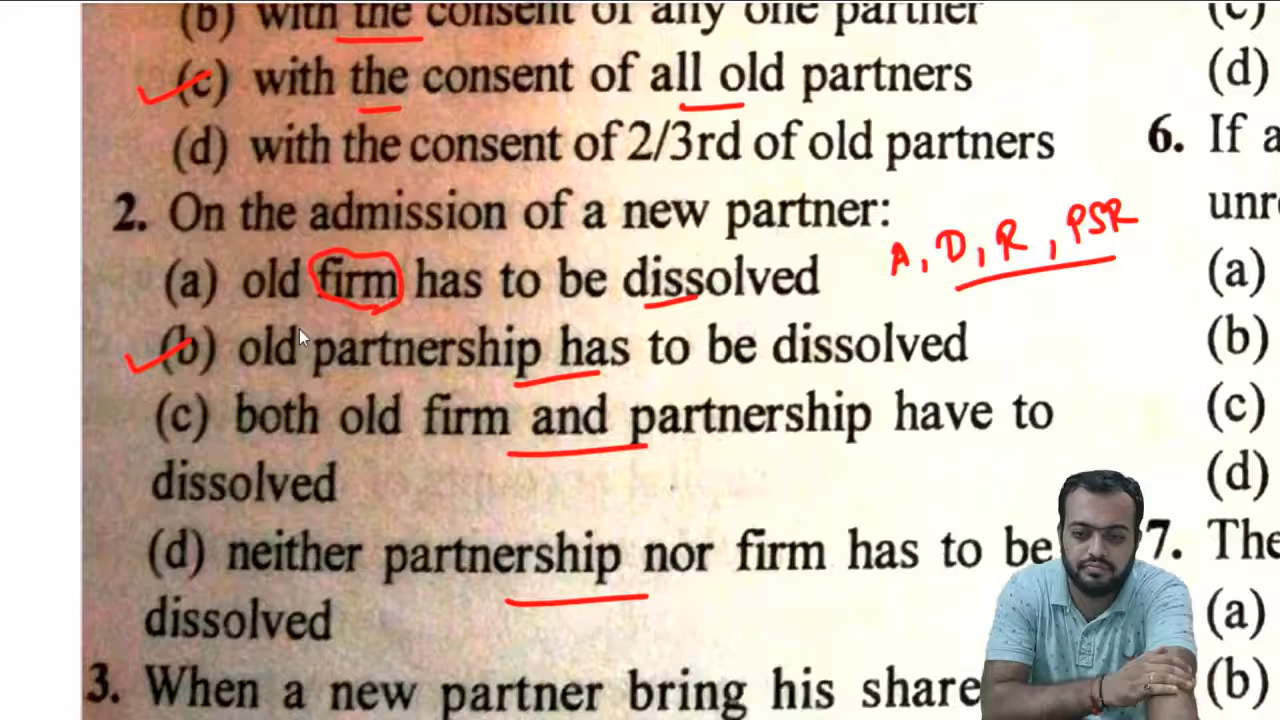 (b) with the consent of any one partner
(c) with the consent of all old partners
(d) with the consent of 2/3rd of old partners
2. On the admission of a new partner:
(a) old firm has to be dissolved
A, D, R, PSR
(b) old partnership has to be dissolved
(c) both old firm and partnership have to
dissolved
(d) neither partnership nor firm has to be
dissolved
3. When a new partner bring his share
(c)
(d)
6. If a
(a)
(b)
(c)
(d)
7. The
(a)
(b)